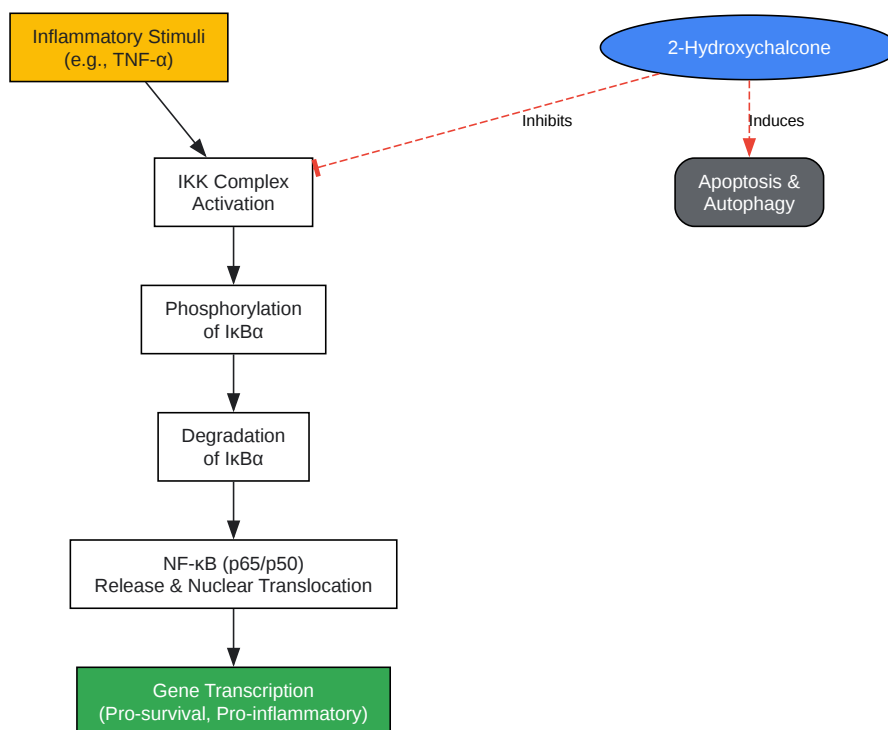 Inflammatory Stimuli
(e.g., TNF-α)
2-Hydroxychalcone
Inhibits
Induces
IKK Complex
Activation
Apoptosis &
Autophagy
Phosphorylation
of IκBα
Degradation
of IκBα
NF-κB (p65/p50)
Release & Nuclear Translocation
Gene Transcription
(Pro-survival, Pro-inflammatory)